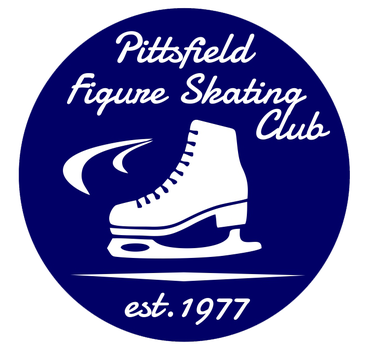 Pittsfield
Figure Skating
Club
est. 1977